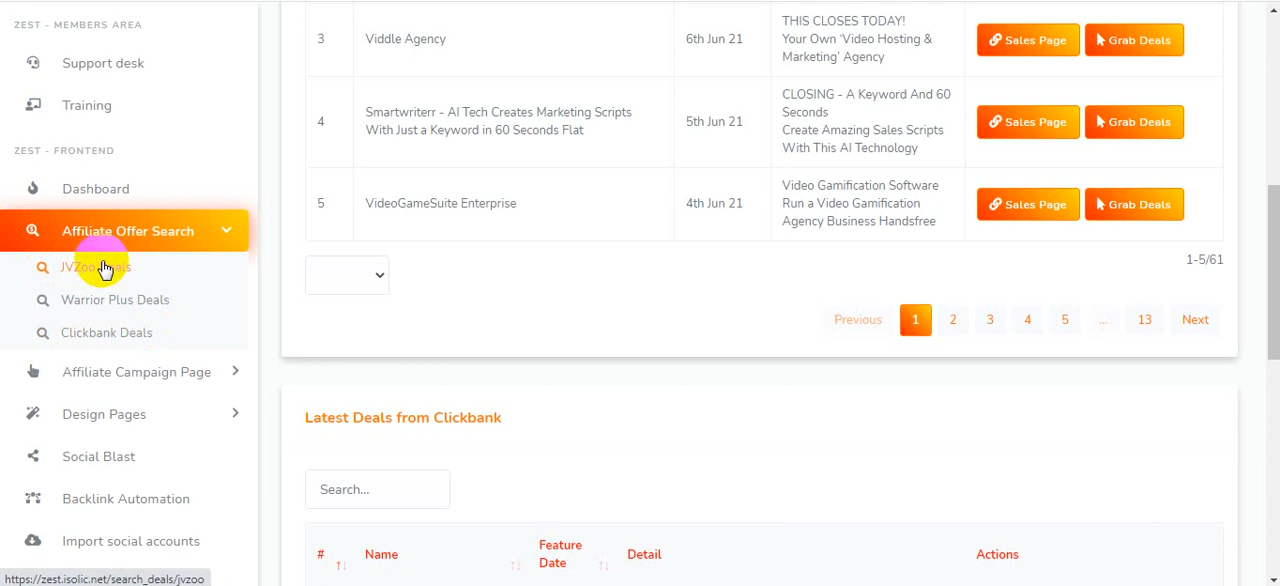 ZEST - MEMBERS AREA
Support desk
Training
ZEST - FRONTEND
Dashboard
Affiliate Offer Search
JVZoo Deals
Warrior Plus Deals
Clickbank Deals
Affiliate Campaign Page
Design Pages
Social Blast
Backlink Automation
Import social accounts
https://zest.isolic.net/search_deals/jvzoo
3 Viddle Agency 6th Jun 21
THIS CLOSES TODAY!
Your Own 'Video Hosting &
Marketing' Agency
Sales Page Grab Deals
4
Smartwriterr - AI Tech Creates Marketing Scripts
With Just a Keyword in 60 Seconds Flat
5th Jun 21
CLOSING - A Keyword And 60
Seconds
Create Amazing Sales Scripts
With This AI Technology
Sales Page Grab Deals
5 VideoGameSuite Enterprise 4th Jun 21
Video Gamification Software
Run a Video Gamification
Agency Business Handsfree
Sales Page Grab Deals
1-5/61
Previous 1 2 3 4 5 ... 13 Next
Latest Deals from Clickbank
Search...
# Name
Feature
Date
Detail Actions